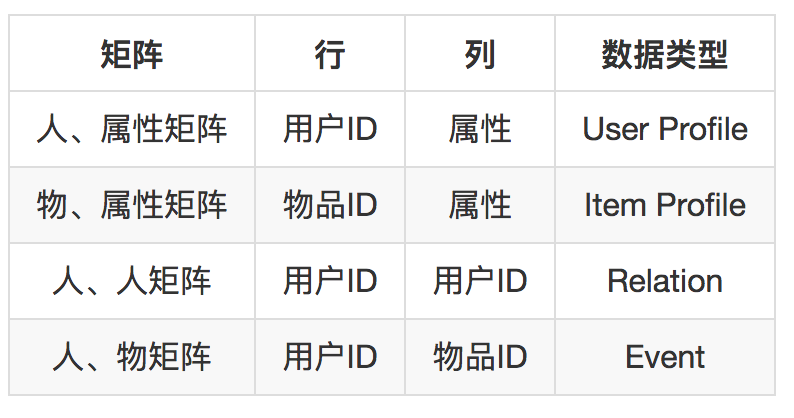 矩阵 行 列 数据类型
人、属性矩阵 用户ID 属性 User Profile
物、属性矩阵 物品ID 属性 Item Profile
人、人矩阵 用户ID 用户ID Relation
人、物矩阵 用户ID 物品ID Event